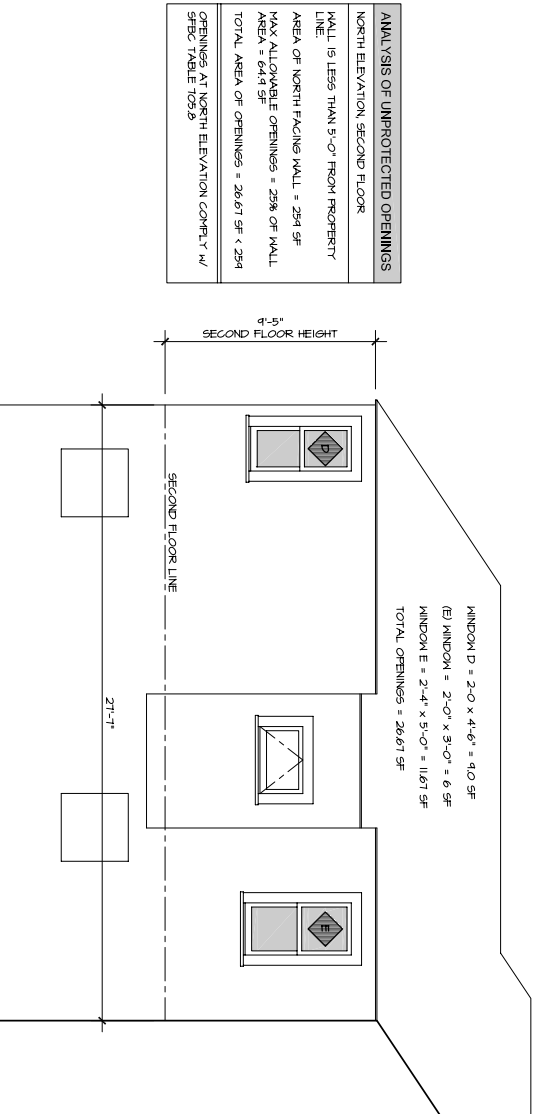 ANALYSIS OF UNPROTECTED OPENINGS
NORTH ELEVATION, SECOND FLOOR
WALL IS LESS THAN 5'-0" FROM PROPERTY
LINE.
AREA OF NORTH FACING WALL = 259 SF
MAX ALLOWABLE OPENINGS = 25% OF WALL
AREA = 64.9 SF
TOTAL AREA OF OPENINGS = 26.67 SF < 259
OPENINGS AT NORTH ELEVATION COMPLY W/
SFBC TABLE 705.8
9'-5"
SECOND FLOOR HEIGHT
WINDOW D = 2-0 x 4'-6" = 9.0 SF
(E) WINDOW = 2'-0" x 3'-0" = 6 SF
WINDOW E = 2'-4" x 5'-0" = 11.67 SF
TOTAL OPENINGS = 26.67 SF
D
E
SECOND FLOOR LINE
27'-7"